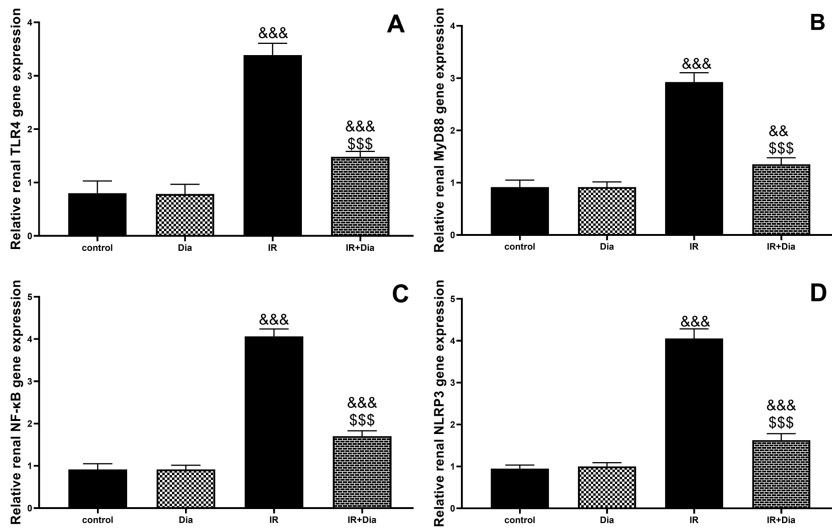 A
Relative renal TLR4 gene expression
4
3
2
1
0
&&&
&&&
$$$
control
Dia
IR
IR+Dia
B
Relative renal MyD88 gene expression
4
3
2
1
0
&&&
&&
$$$
control
Dia
IR
IR+Dia
C
Relative renal NF-κB gene expression
5
4
3
2
1
0
&&&
&&&
$$$
control
Dia
IR
IR+Dia
D
Relative renal NLRP3 gene expression
5
4
3
2
1
0
&&&
&&&
$$$
control
Dia
IR
IR+Dia